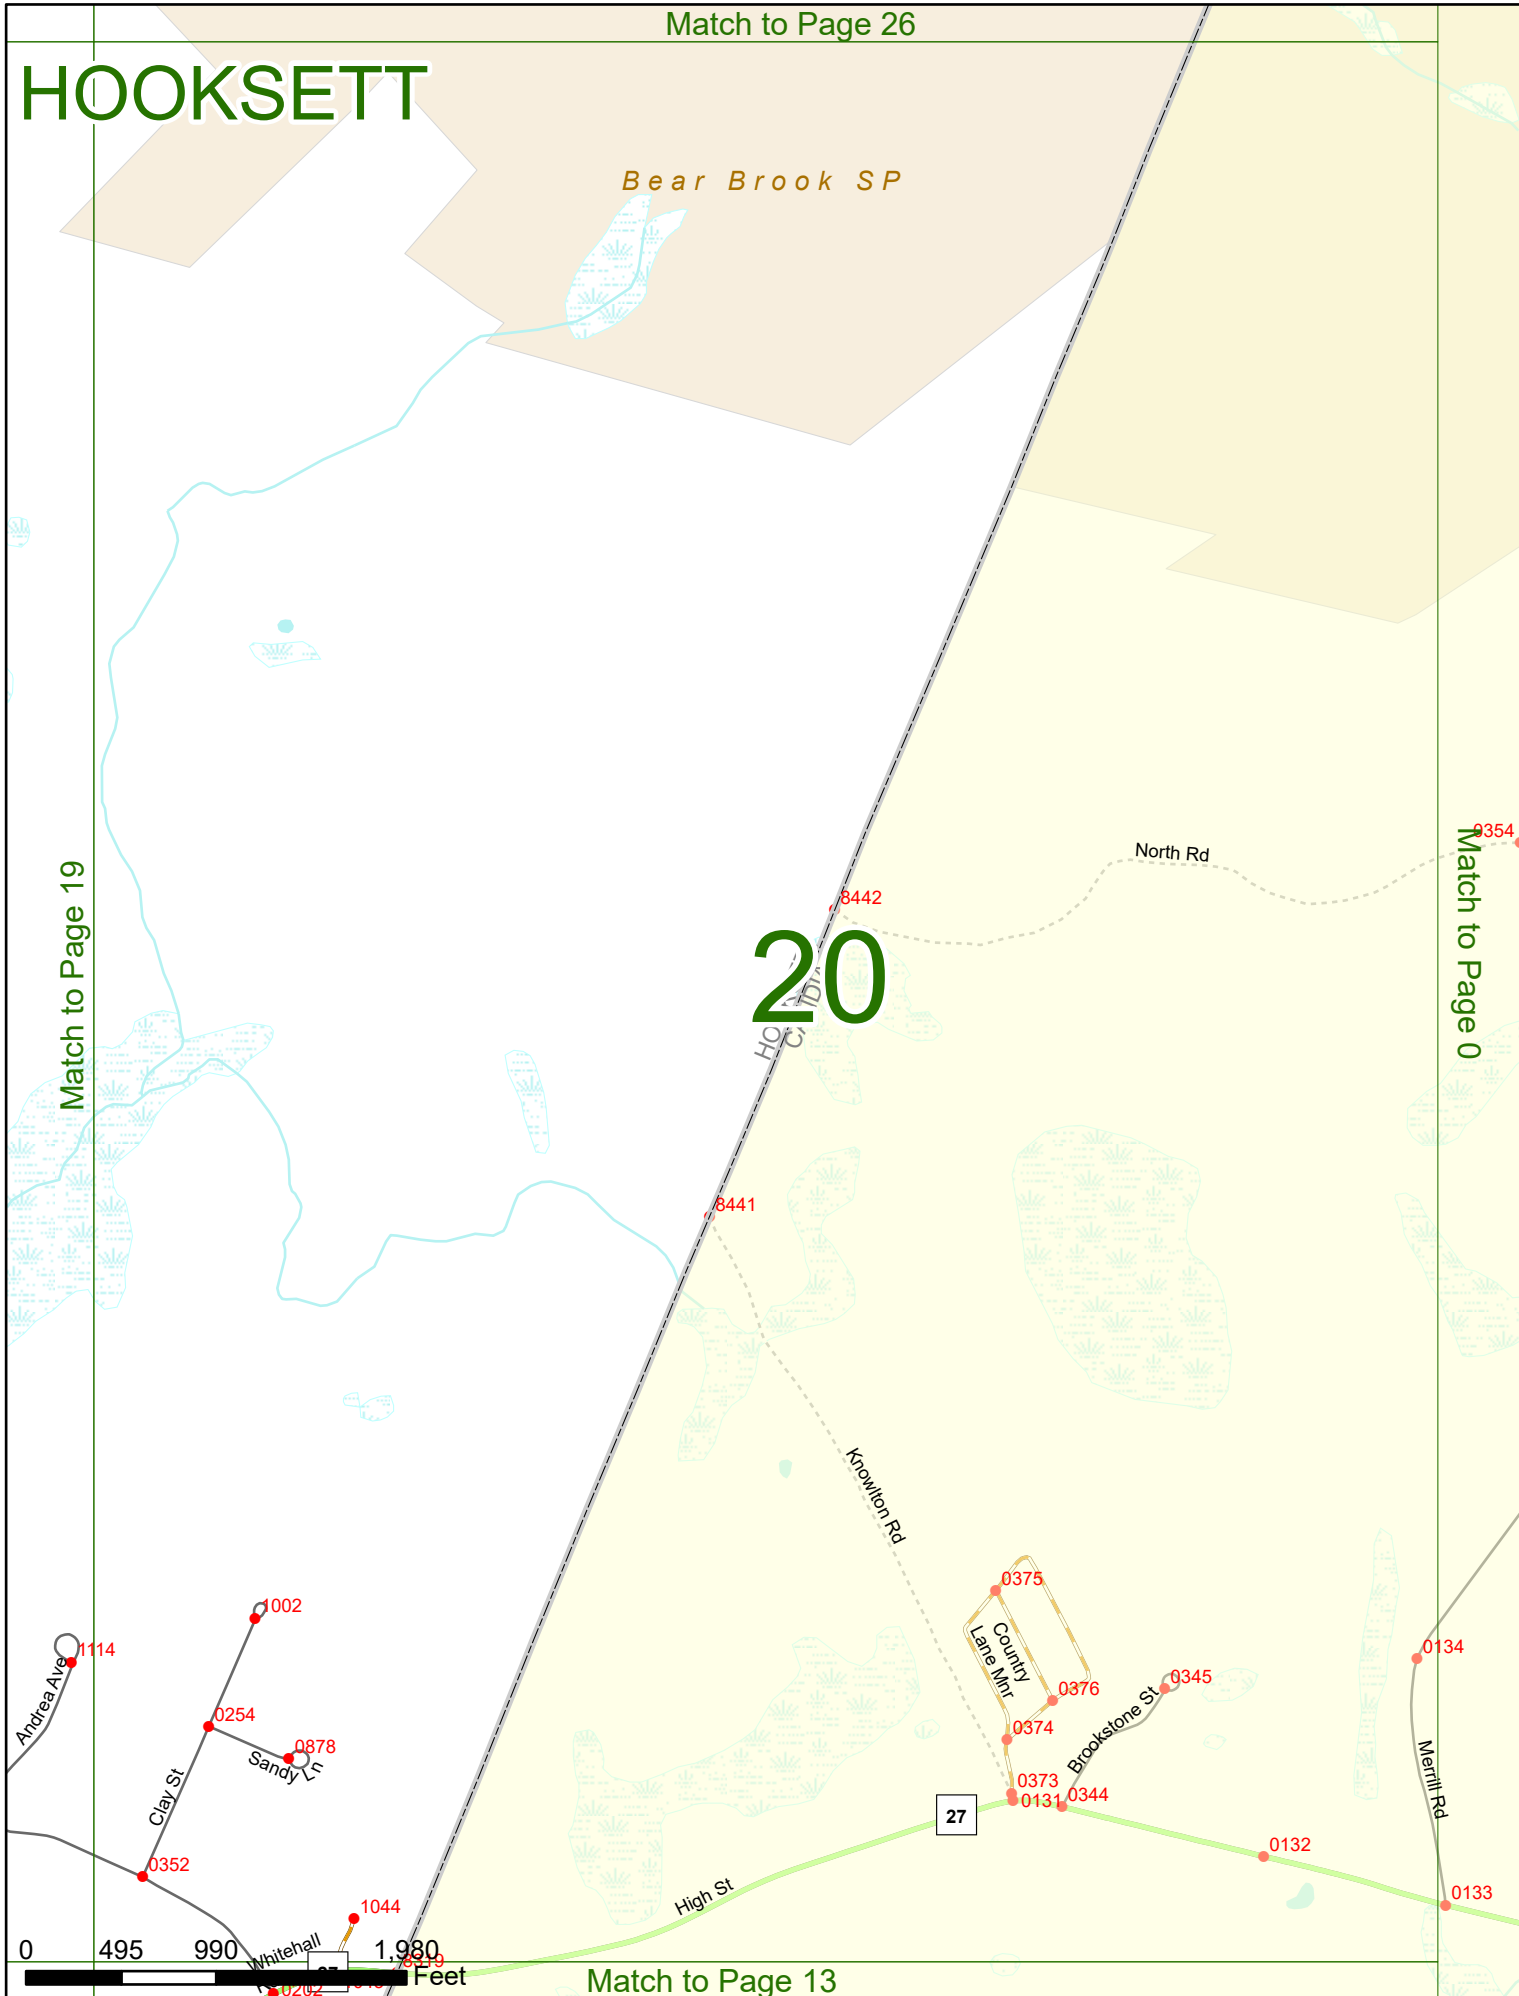 Match to Page 26
HOOKSETT
Bear Brook SP
0354
North Rd
Match to Page 19
Match to Page 0
8442
20
8441
Knowlton Rd
0375
1002
Country
Lane Mnr
1114
0134
Andrea Ave
0376
0345
0254
0374
Brookstone St
0878
Sandy Ln
Merrill Rd
Clay St
0373
0131
0344
27
0132
0352
High St
0133
1044
Whitehall
0 495 990 1,980
Feet
8319
0202
Match to Page 13